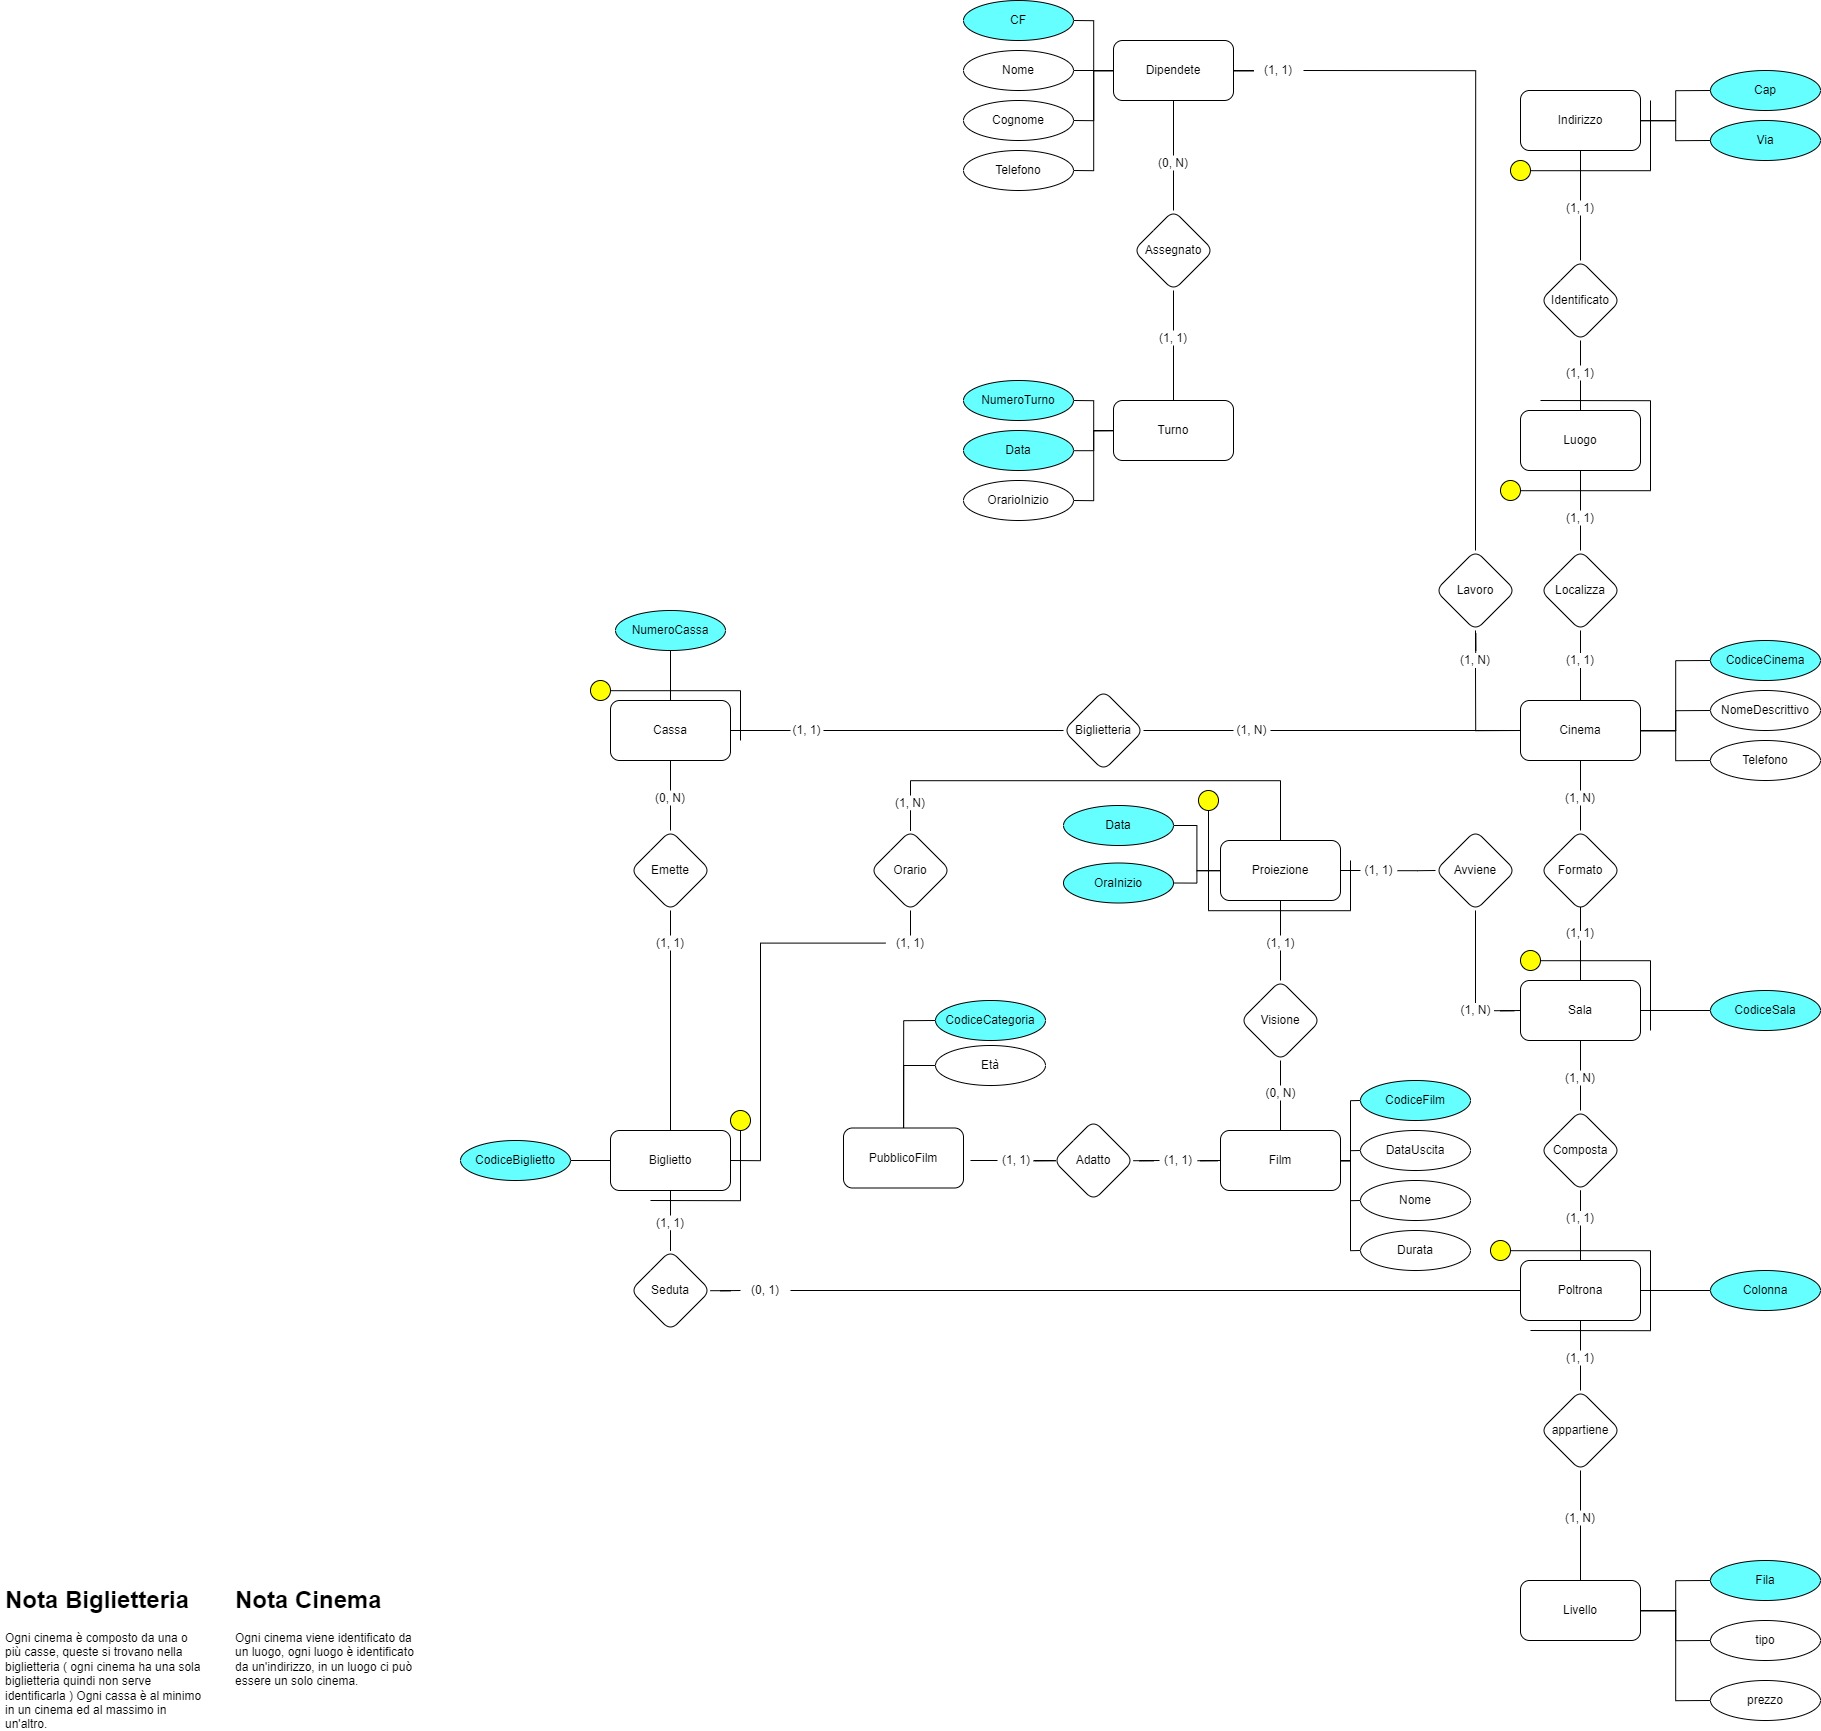 CF
Nome
Cognome
Telefono
Dipendete
(1, 1)
(0, N)
Assegnato
(1, 1)
NumeroTurno
Data
OrarioInizio
Turno
Indirizzo
Cap
Via
(1, 1)
Identificato
(1, 1)
Luogo
(1, 1)
Lavoro
Localizza
(1, N)
(1, 1)
NumeroCassa
Cassa
(1, 1)
Biglietteria
(1, N)
Cinema
CodiceCinema
NomeDescrittivo
Telefono
(0, N)
(1, N)
(1, N)
Data
OraInizio
Proiezione
(1, 1)
Avviene
Formato
Emette
Orario
(1, 1)
(1, 1)
(1, 1)
(1, 1)
CodiceCategoria
Età
Visione
(1, N)
Sala
CodiceSala
(0, N)
(1, N)
CodiceBiglietto
Biglietto
PubblicoFilm
(1, 1)
Adatto
(1, 1)
Film
CodiceFilm
DataUscita
Nome
Durata
Composta
(1, 1)
(1, 1)
Seduta
(0, 1)
Poltrona
Colonna
(1, 1)
appartiene
(1, N)
Livello
Fila
tipo
prezzo
Nota Biglietteria
Ogni cinema è composto da una o
più casse, queste si trovano nella
biglietteria ( ogni cinema ha una sola
biglietteria quindi non serve
identificarla ) Ogni cassa è al minimo
in un cinema ed al massimo in
un'altro.
Nota Cinema
Ogni cinema viene identificato da
un luogo, ogni luogo è identificato
da un'indirizzo, in un luogo ci può
essere un solo cinema.